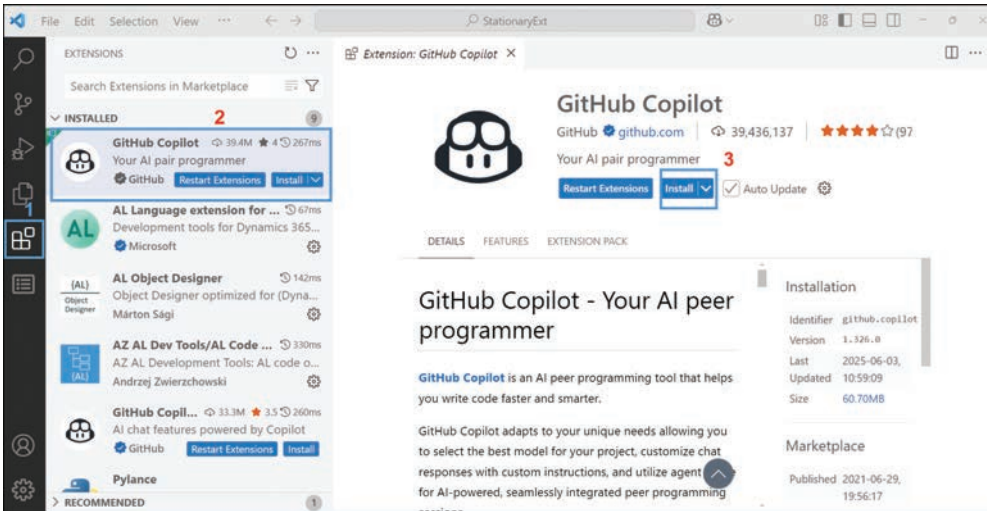 File Edit Selection View ··· StationaryExt
EXTENSIONS
Search Extensions in Marketplace
INSTALLED 2 9
GitHub Copilot 39.4M ★ 4 267ms
Your AI pair programmer
GitHub Restart Extensions Install
1
AL Language extension for ... 67ms
Development tools for Dynamics 365...
Microsoft
AL
(AL) Object Designer
AL Object Designer 142ms
Object Designer optimized for (Dyna...
Márton Sági
(AL)
AZ AL Dev Tools/AL Code ... 330ms
AZ AL Development Tools: AL code o...
Andrzej Zwierzchowski
GitHub Copil... 33.3M ★ 3.5 260ms
AI chat features powered by Copilot
GitHub Restart Extensions Install
Pylance
RECOMMENDED 1
Extension: GitHub Copilot ×
GitHub Copilot
GitHub github.com | 39,436,137 | ★★★★☆(97
Your AI pair programmer 3
Restart Extensions Install Auto Update
DETAILS FEATURES EXTENSION PACK
GitHub Copilot - Your AI peer
programmer
GitHub Copilot is an AI peer programming tool that helps
you write code faster and smarter.
GitHub Copilot adapts to your unique needs allowing you
to select the best model for your project, customize chat
responses with custom instructions, and utilize agent
for AI-powered, seamlessly integrated peer programming
Installation
Identifier github.copilot
Version 1.326.0
Last 2025-06-03,
Updated 10:59:09
Size 60.70MB
Marketplace
Published 2021-06-29,
19:56:17